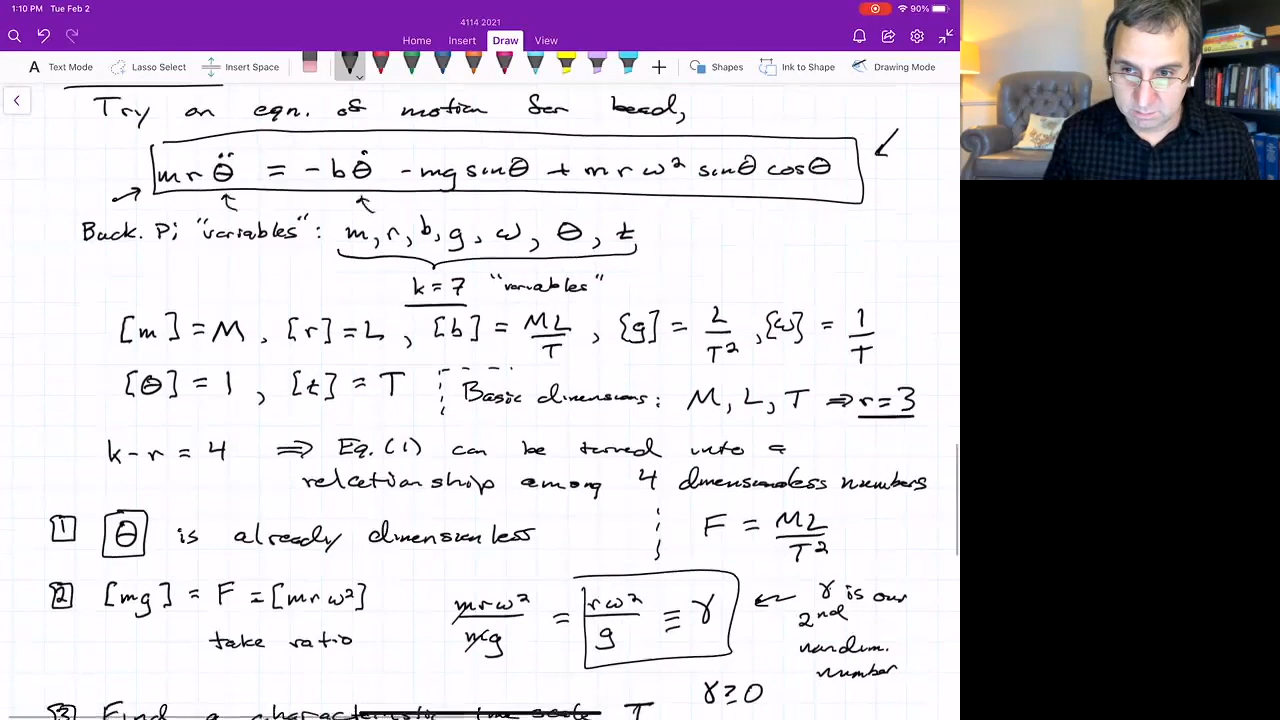 1:10 PM Tue Feb 2
90%
4114 2021
Home Insert Draw View
Text Mode Lasso Select Insert Space Shapes Ink to Shape Drawing Mode
Try an eqn. of motion for bead,
mrθ̈ = -bθ̇ - mg sinθ + mrω² sinθ cosθ
Buck. Pi "variables": m, r, b, g, ω, θ, t
k = 7 "variables"
[m] = M, [r] = L, [b] = ML/T, [g] = L/T², [ω] = 1/T
[θ] = 1, [t] = T Basic dimensions: M, L, T ⇒ r = 3
k-r = 4 ⇒ Eq. (1) can be turned into a
relationship among 4 dimensionless numbers
1 θ is already dimensionless F = ML/T²
2 [mg] = F = [mrω²] mrω²/mg = rω²/g ≡ γ ← γ is our
take ratio 2nd
nondim.
number
γ ≥ 0
3 Find a characteristic time scale T